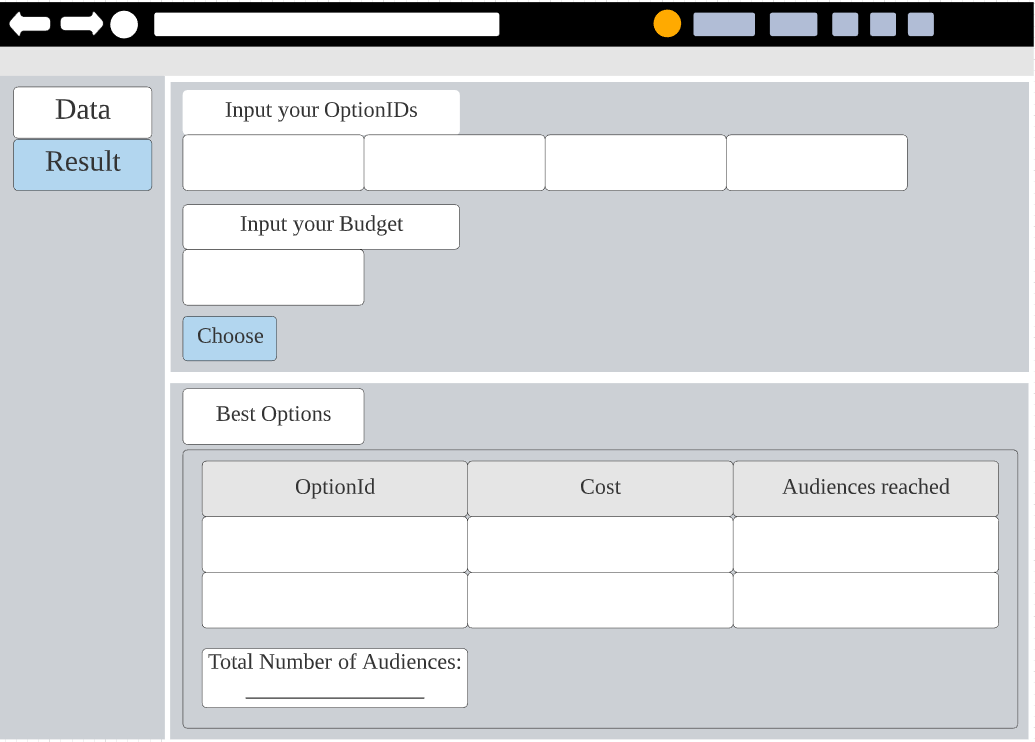 Data
Result
Input your OptionIDs
Input your Budget
Choose
Best Options
OptionId Cost Audiences reached
Total Number of Audiences: